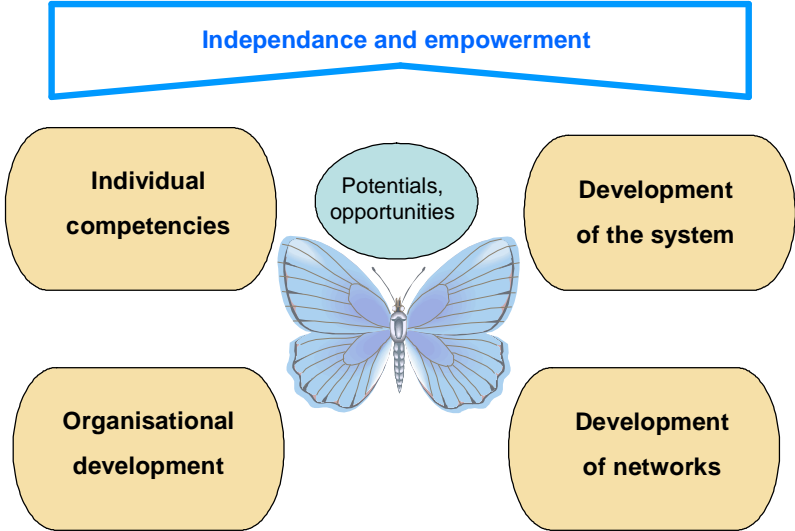 Independance and empowerment
Individual
competencies
Potentials,
opportunities
Development
of the system
Organisational
development
Development
of networks